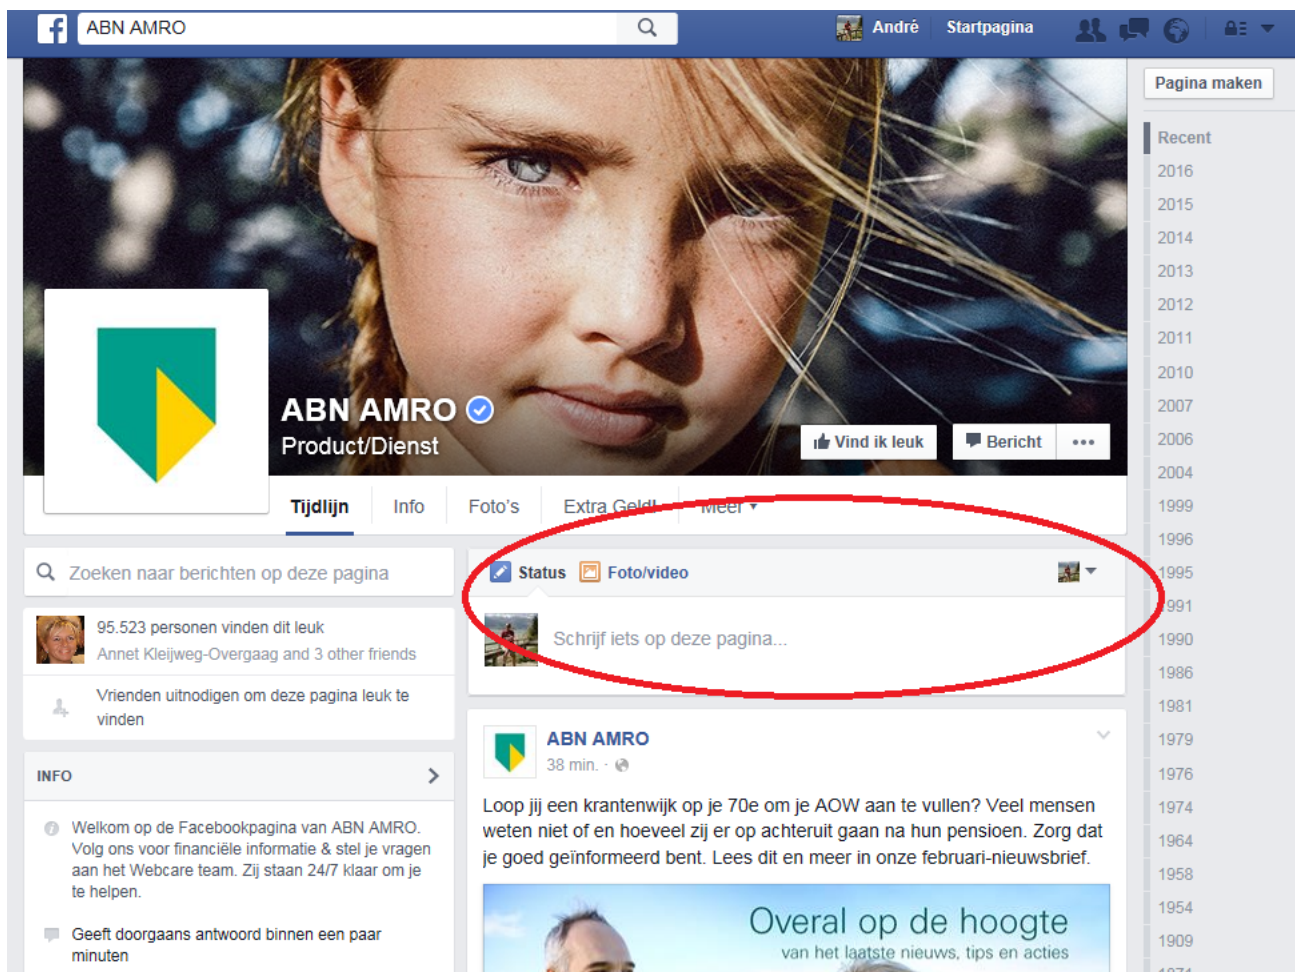 ABN AMRO
André
Startpagina
Pagina maken
Recent
2016
2015
2014
2013
2012
2011
2010
2007
2006
2004
1999
1996
1995
1991
1990
1986
1981
1979
1976
1974
1964
1958
1954
1909
ABN AMRO
Product/Dienst
Vind ik leuk
Bericht
Tijdlijn
Info
Foto's
Extra Geld!
Meer
Zoeken naar berichten op deze pagina
95.523 personen vinden dit leuk
Annet Kleijweg-Overgaag and 3 other friends
Vrienden uitnodigen om deze pagina leuk te
vinden
INFO
Welkom op de Facebookpagina van ABN AMRO.
Volg ons voor financiële informatie & stel je vragen
aan het Webcare team. Zij staan 24/7 klaar om je
te helpen.
Geeft doorgaans antwoord binnen een paar
minuten
Status
Foto/video
Schrijf iets op deze pagina...
ABN AMRO
38 min.
Loop jij een krantenwijk op je 70e om je AOW aan te vullen? Veel mensen
weten niet of en hoeveel zij er op achteruit gaan na hun pensioen. Zorg dat
je goed geïnformeerd bent. Lees dit en meer in onze februari-nieuwsbrief.
Overal op de hoogte
van het laatste nieuws, tips en acties